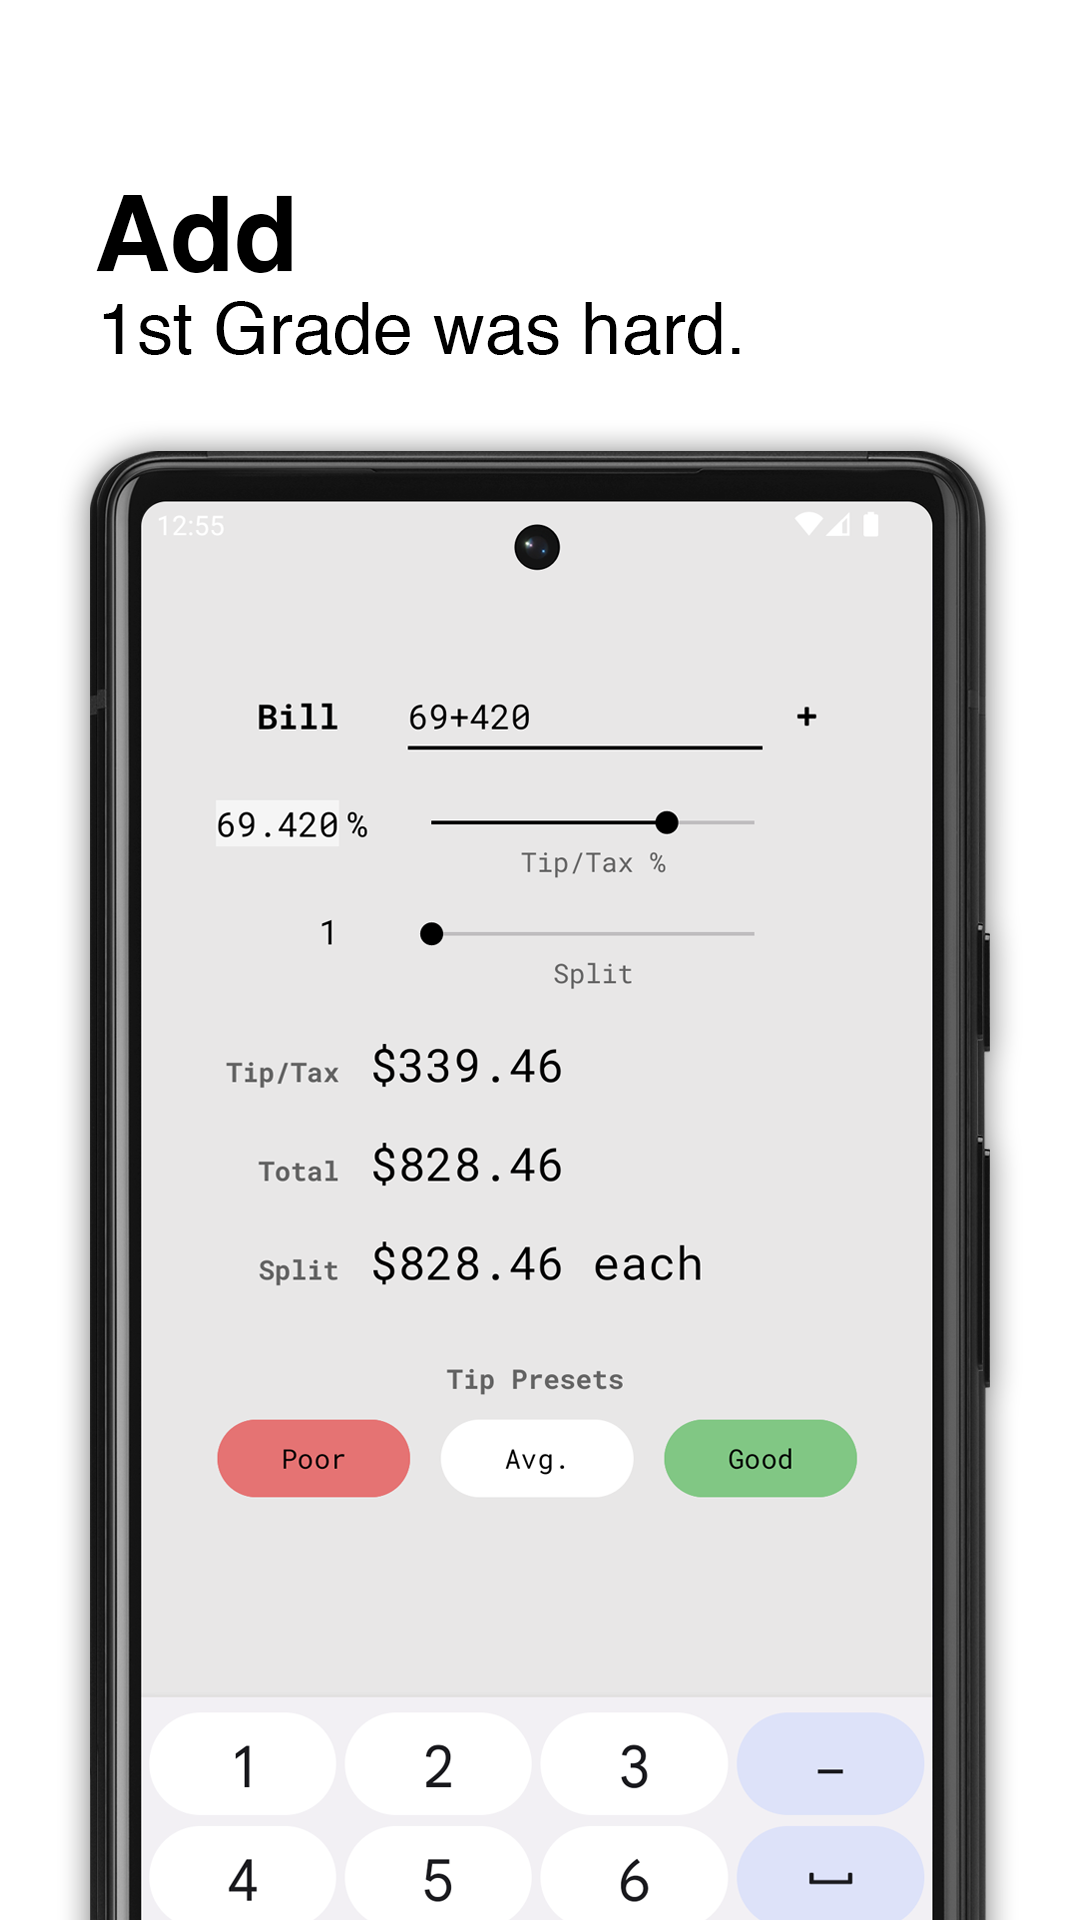 Add
1st Grade was hard.
12:55
Bill 69+420 +
69.420 %
Tip/Tax %
1
Split
Tip/Tax $339.46
Total $828.46
Split $828.46 each
Tip Presets
Poor Avg. Good
1 2 3 –
4 5 6